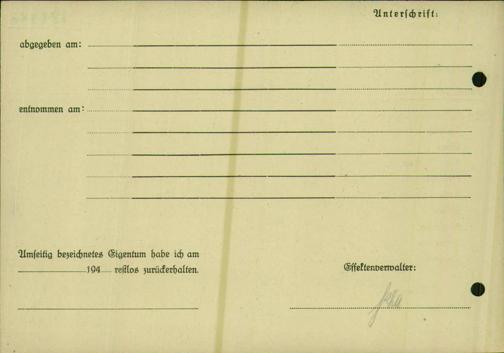 Unterschrift:
abgegeben am:
entnommen am:
Umseitig bezeichnetes Eigentum habe ich am
194 restlos zurückerhalten.
Effektenverwalter: